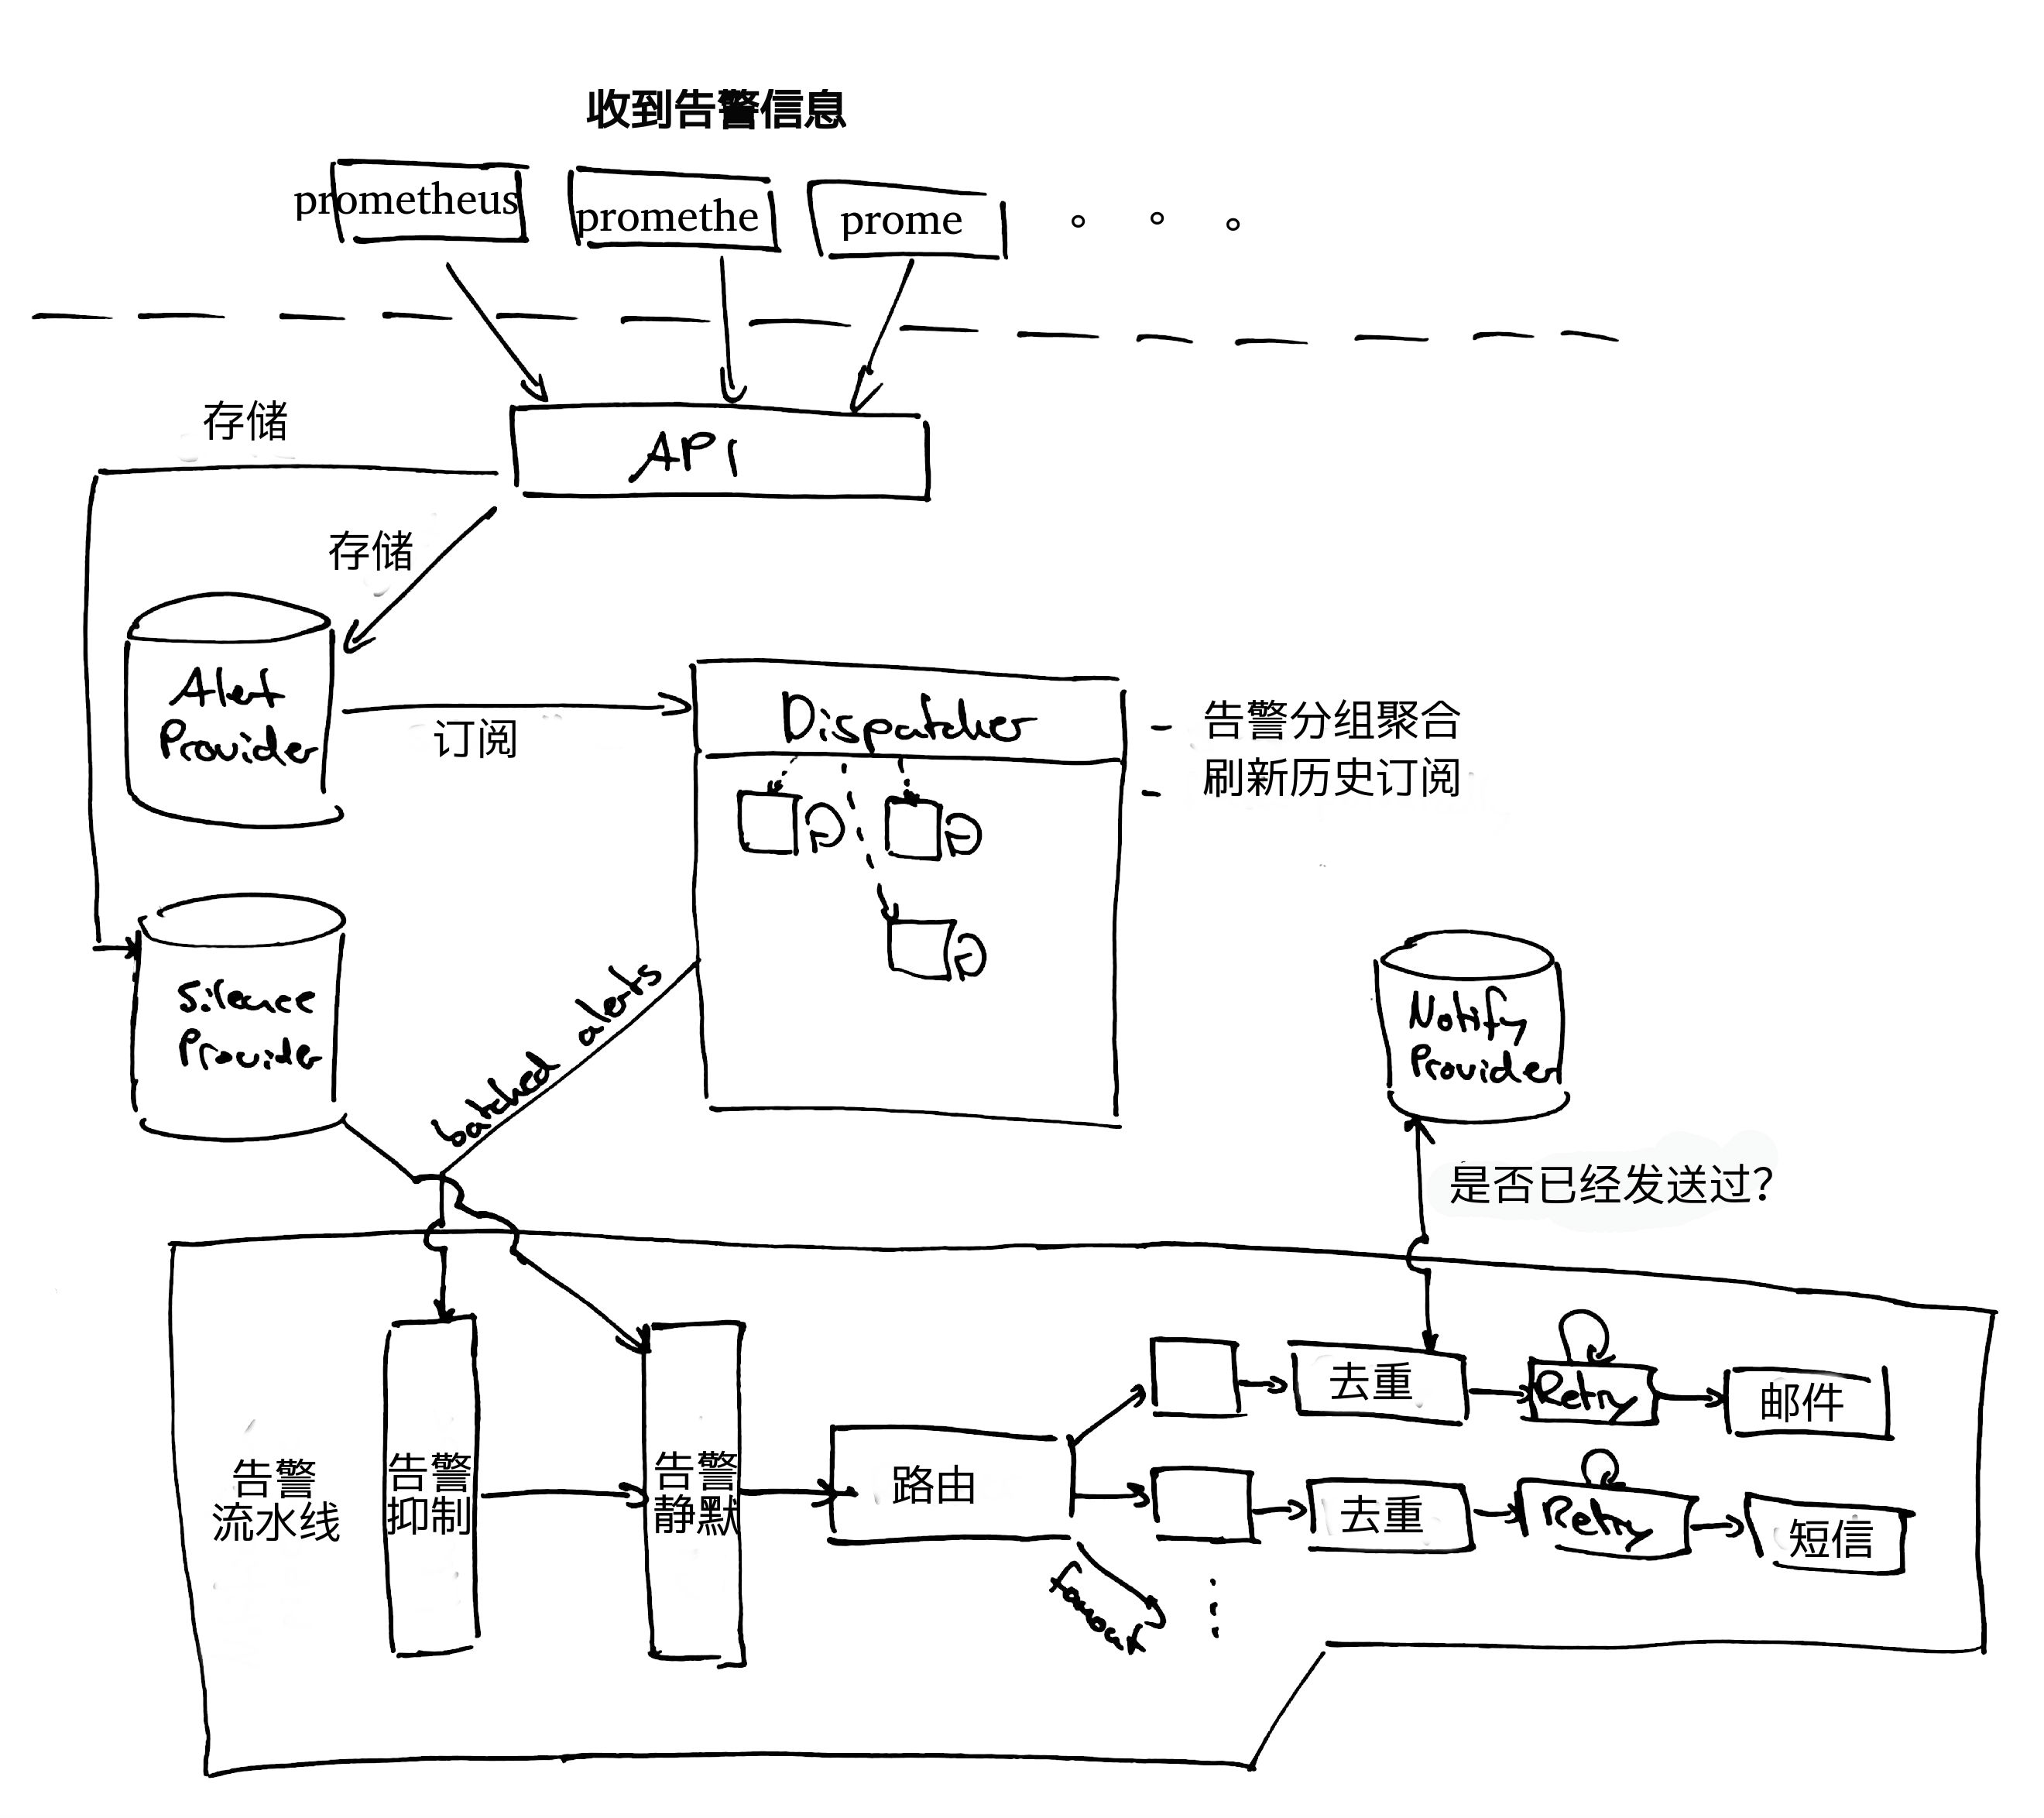 收到告警信息
prometheus
promethe
prome
API
存储
存储
Alert
Provider
订阅
Dispatcher
- 告警分组聚合
- 刷新历史订阅
Silence
Provider
batched alerts
Notify
Provider
是否已经发送过?
告警
流水线
告警
抑制
告警
静默
路由
fanout
去重
Retry
邮件
去重
Retry
短信